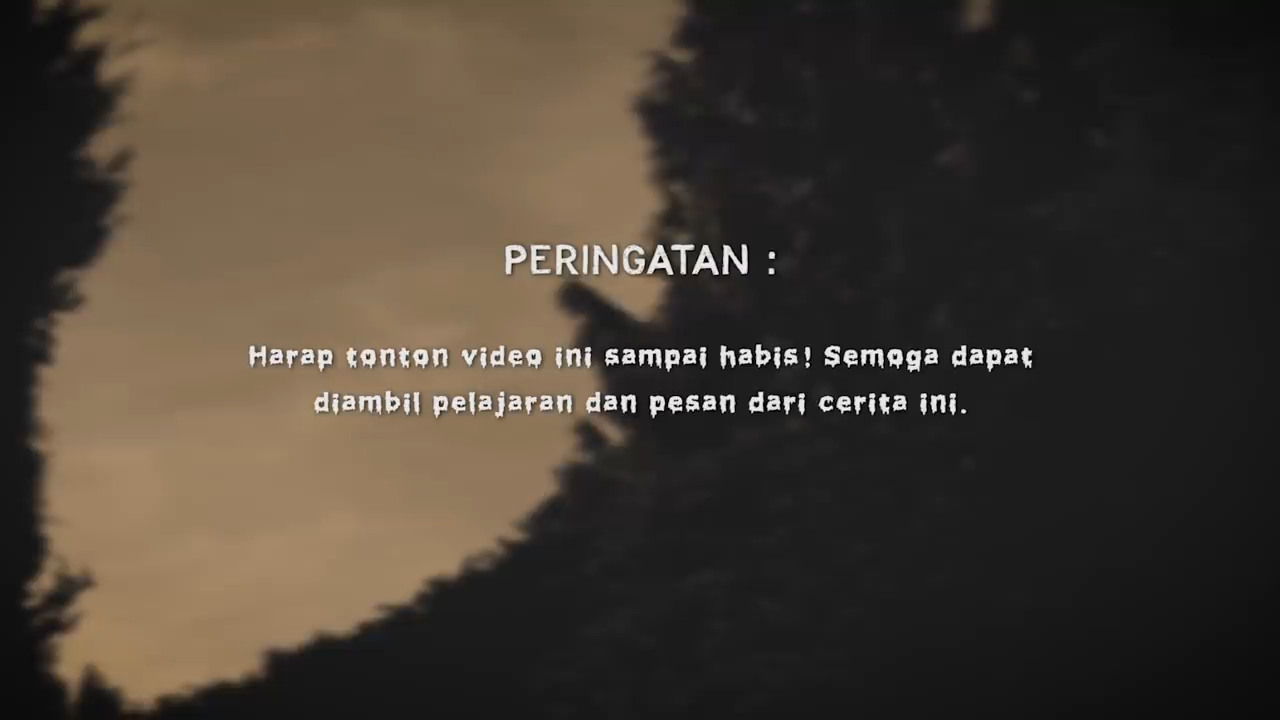 PERINGATAN :
Harap tonton video ini sampai habis! Semoga dapat
diambil pelajaran dan pesan dari cerita ini.